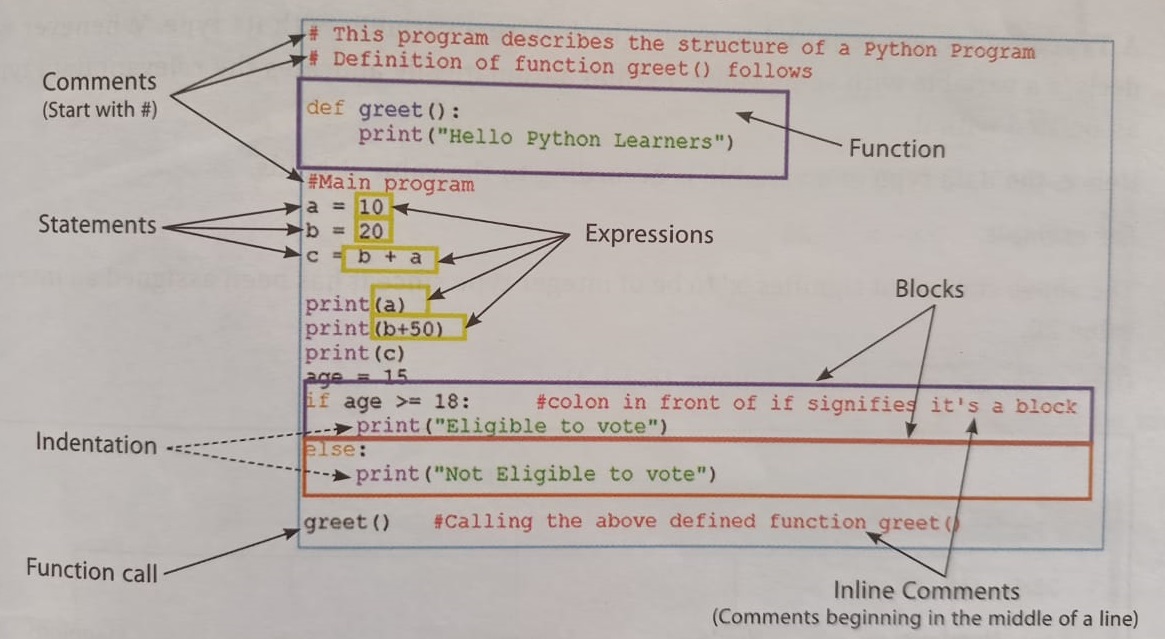 # This program describes the structure of a Python Program
# Definition of function greet() follows
Comments
(Start with #)
def greet():
print("Hello Python Learners")
Function
#Main program
a = 10
Statements
b = 20
Expressions
c = b + a
print(a)
print(b+50)
print(c)
Blocks
age = 15
if age >= 18: #colon in front of if signifies it's a block
print("Eligible to vote")
Indentation
else:
print("Not Eligible to vote")
greet() #Calling the above defined function greet()
Function call
Inline Comments
(Comments beginning in the middle of a line)